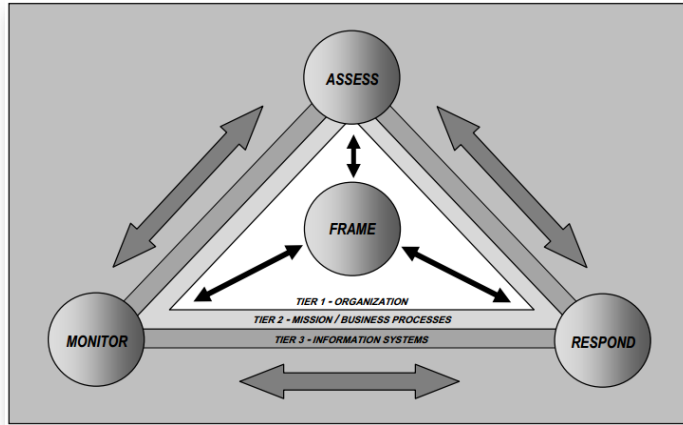 ASSESS
FRAME
TIER 1 - ORGANIZATION
TIER 2 - MISSION / BUSINESS PROCESSES
MONITOR
TIER 3 - INFORMATION SYSTEMS
RESPOND